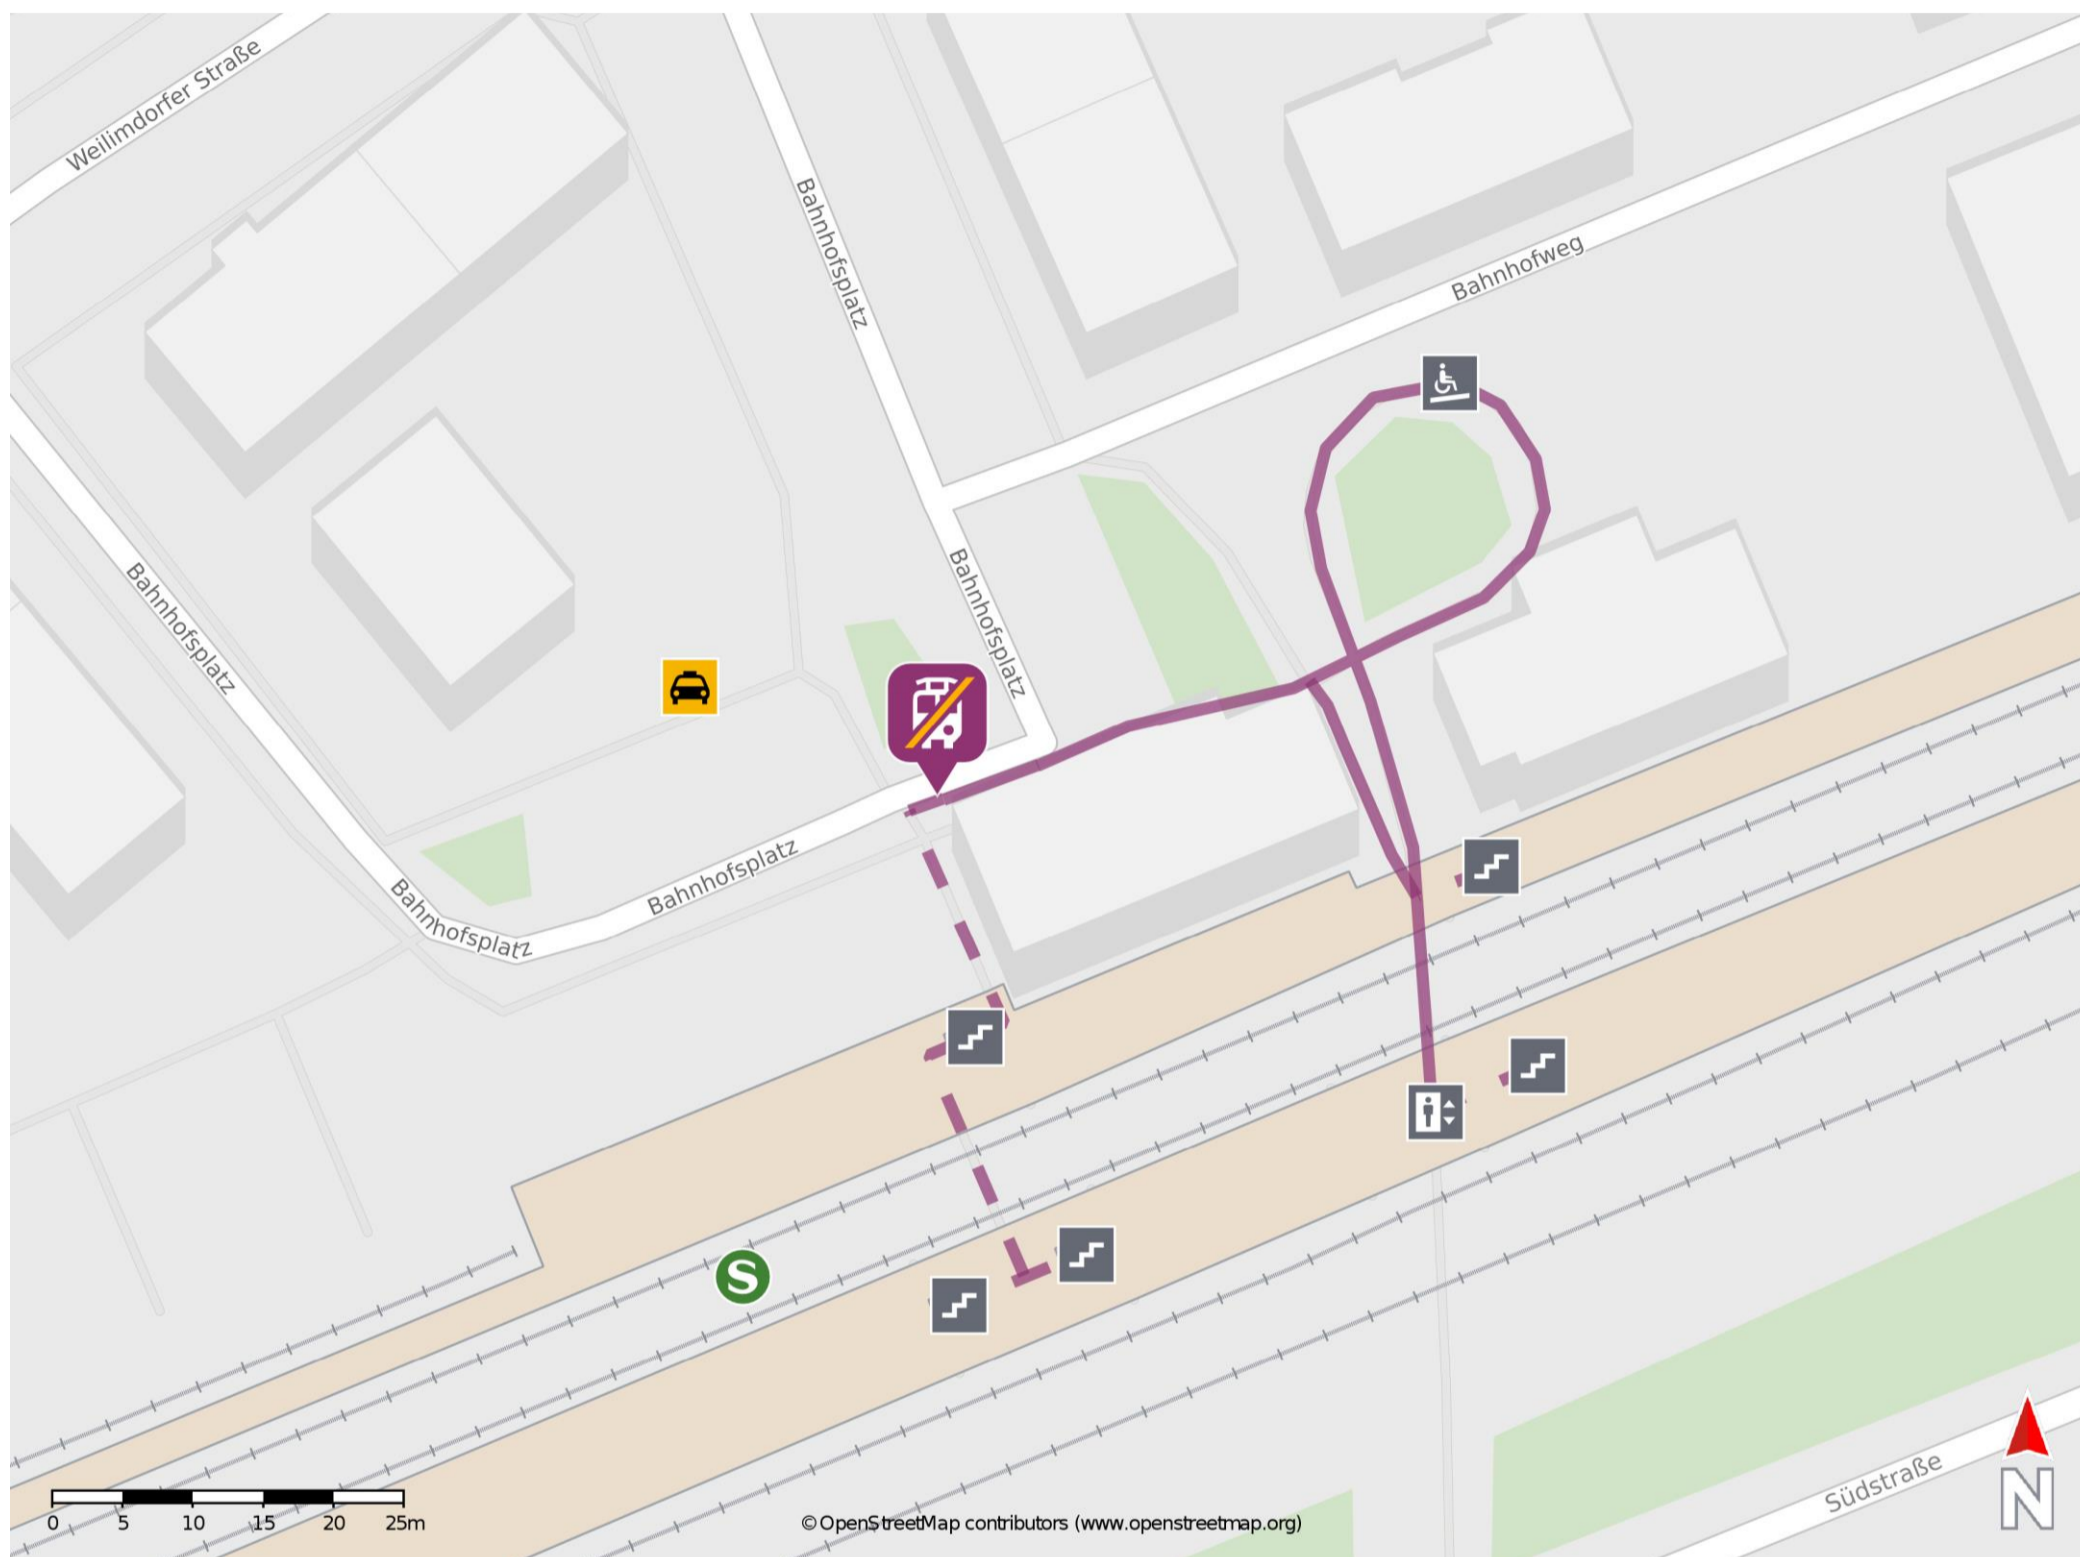 Weilimdorfer Straße
Bahnhofsplatz
Bahnhofweg
Bahnhofsplatz
Bahnhofsplatz
Bahnhofsplatz
Bahnhofsplatz
S
0 5 10 15 20 25m
© OpenStreetMap contributors (www.openstreetmap.org)
Südstraße
N
Bahnhofsplatz